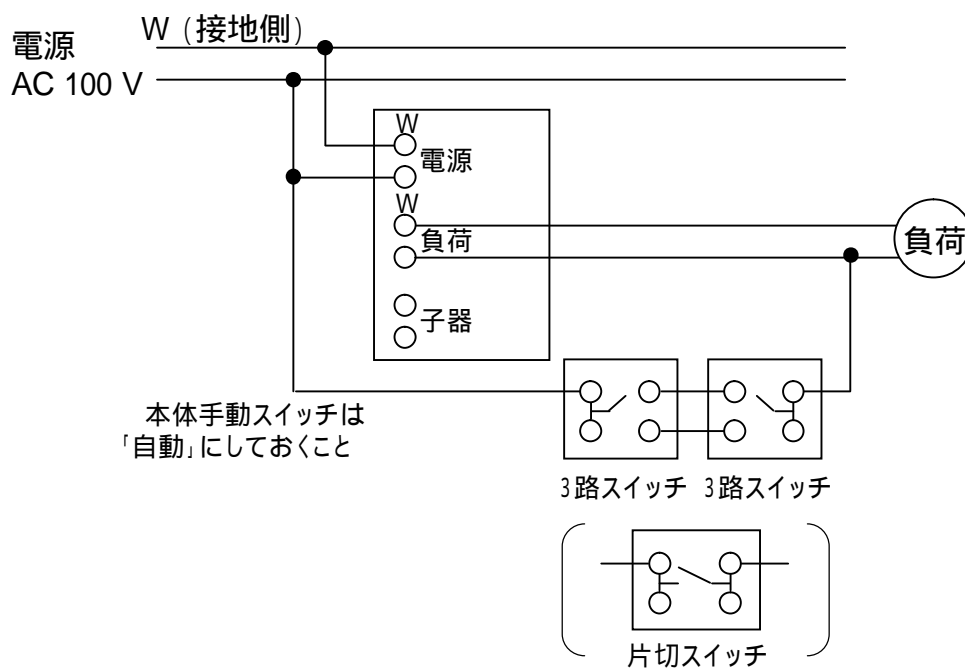 電源
W (接地側)
AC 100 V
W
電源
W
負荷
負荷
子器
本体手動スイッチは
「自動」にしておくこと
3路スイッチ
3路スイッチ
片切スイッチ